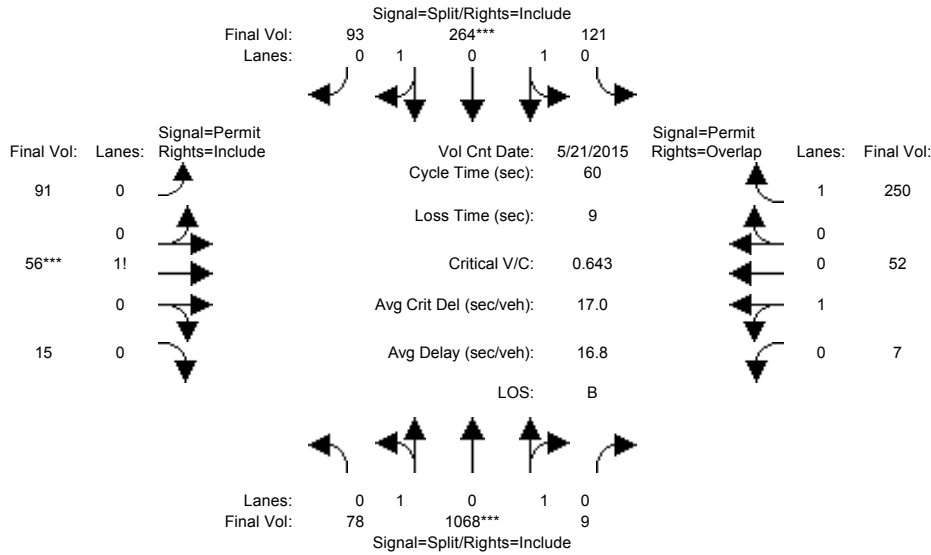 Signal=Split/Rights=Include
Final Vol: 93 264*** 121
Lanes: 0 1 0 1 0
Signal=Permit Signal=Permit
Final Vol: Lanes: Rights=Include Vol Cnt Date: 5/21/2015 Rights=Overlap Lanes: Final Vol:
Cycle Time (sec): 60
91 0 1 250
Loss Time (sec): 9
0 0
56*** 1! Critical V/C: 0.643 0 52
0 Avg Crit Del (sec/veh): 17.0 1
15 0 Avg Delay (sec/veh): 16.8 0 7
LOS: B
Lanes: 0 1 0 1 0
Final Vol: 78 1068*** 9
Signal=Split/Rights=Include